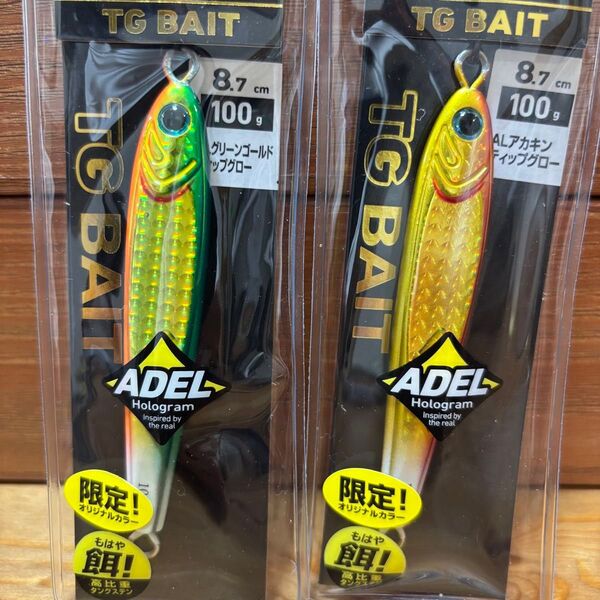 TG BAIT
8.7 cm
100g
グリーンゴールド
ップグロー
TG BAIT
ADEL
Hologram
Inspired by
the real
限定!
オリジナルカラー
もはや
餌!
高比重
タングステン
TG BAIT
8.7 cm
100g
ALアカキン
ディップグロー
TG BAIT
ADEL
Hologram
Inspired by
the real
限定!
オリジナルカラー
もはや
餌!
高比重
タングステン